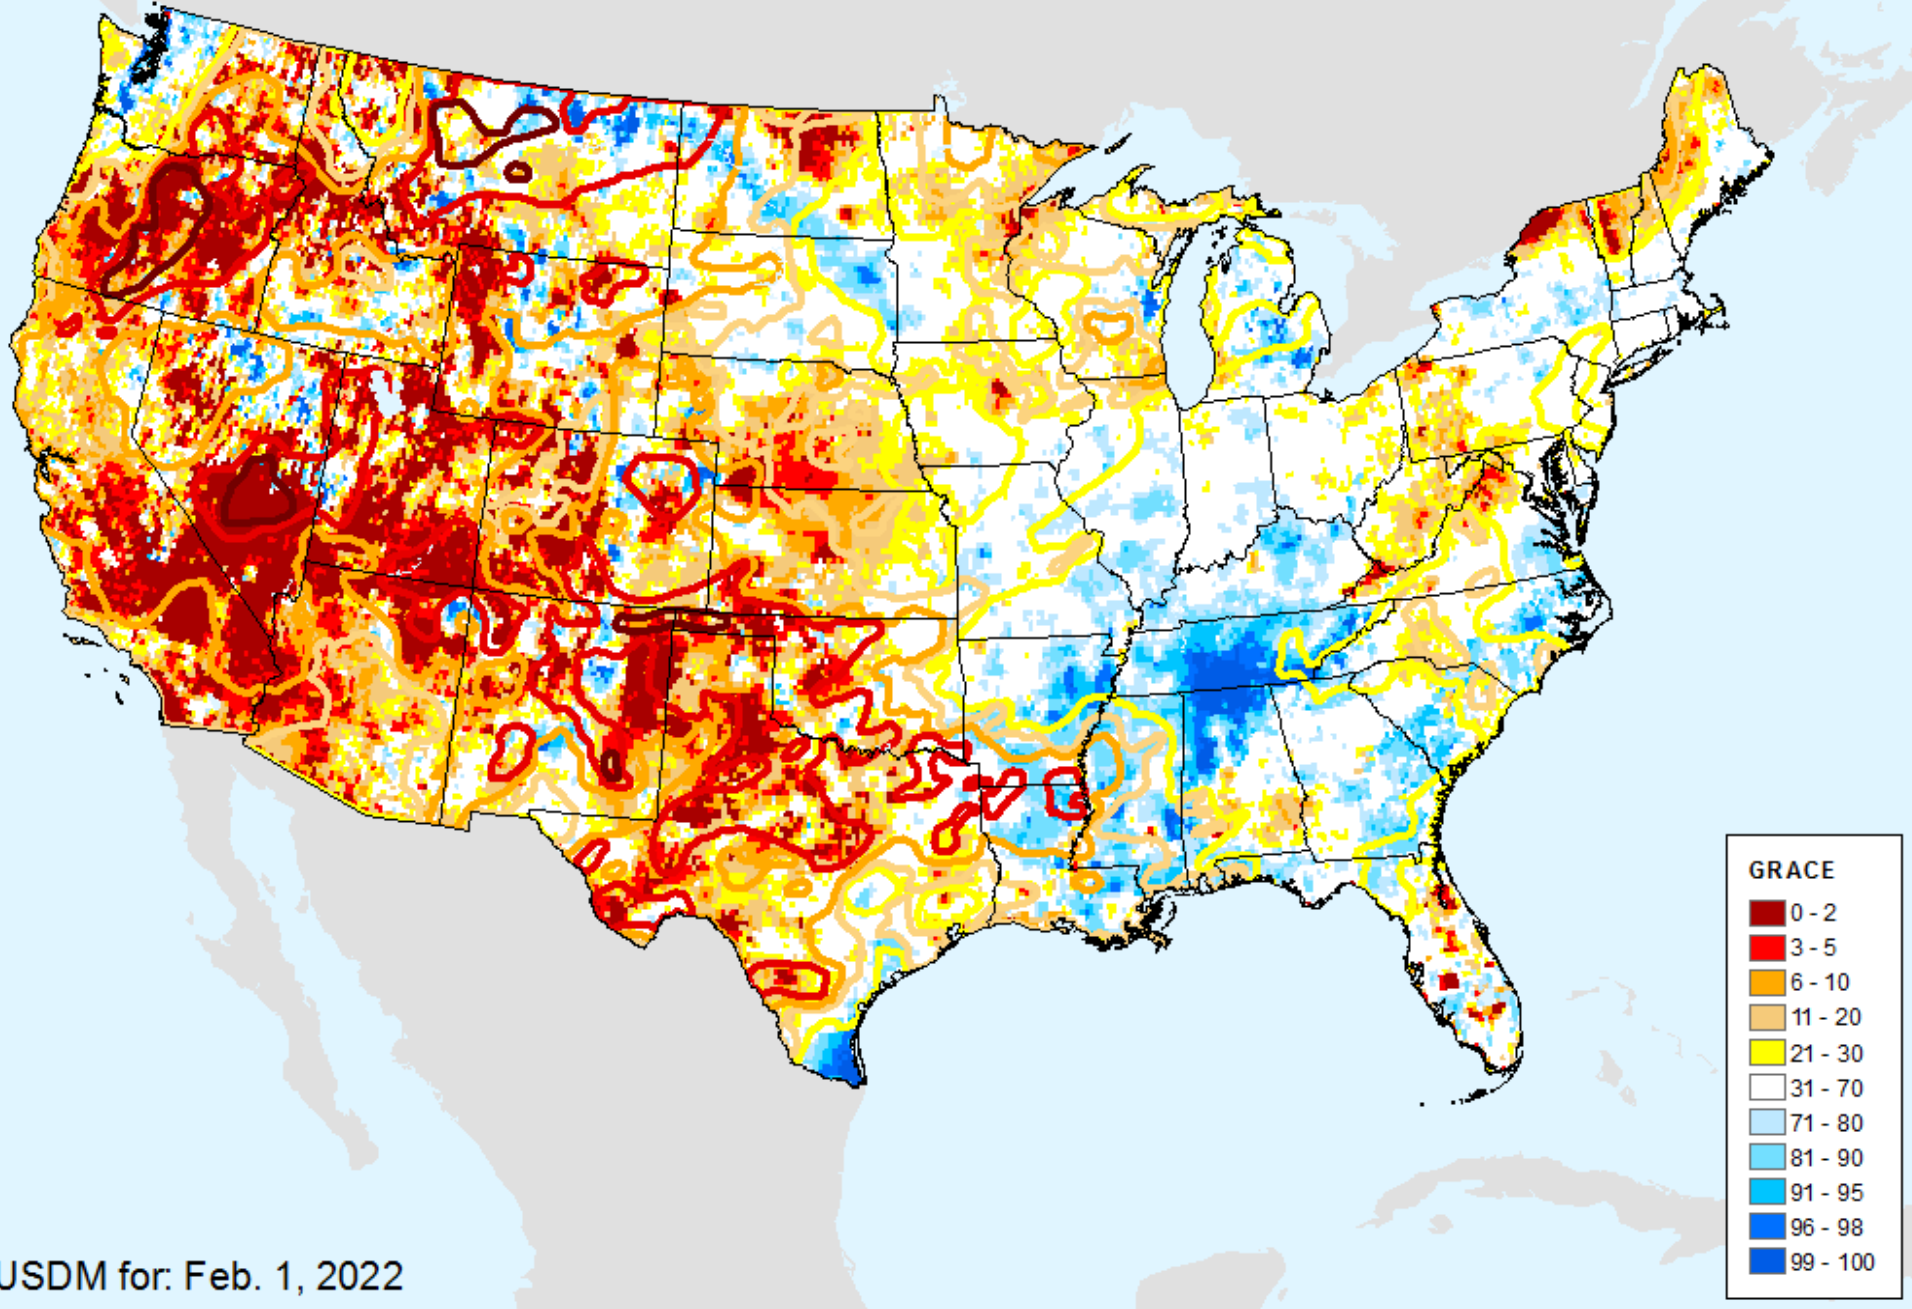 GRACE
0 - 2
3 - 5
6 - 10
11 - 20
21 - 30
31 - 70
71 - 80
81 - 90
91 - 95
96 - 98
99 - 100
USDM for: Feb. 1, 2022